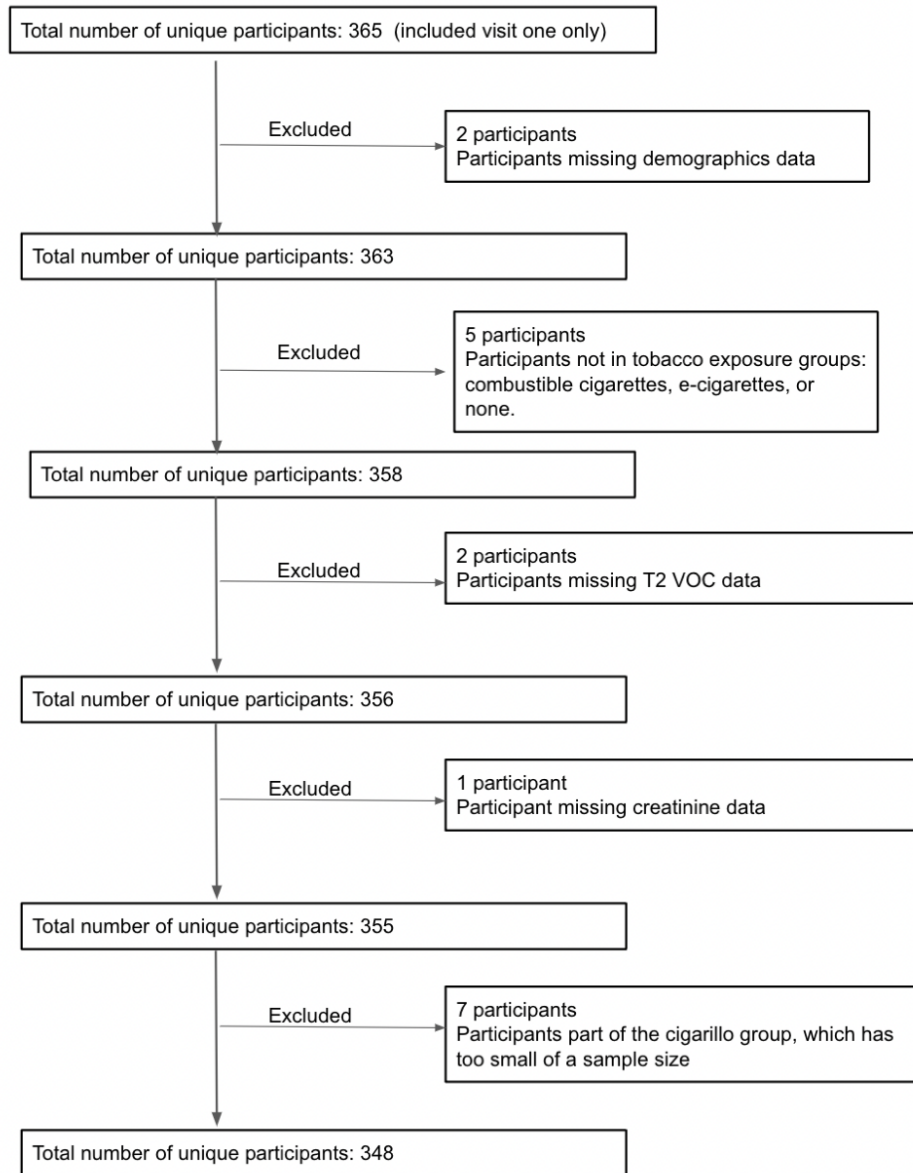 Total number of unique participants: 365  (included visit one only)
Excluded
2 participants
Participants missing demographics data
Total number of unique participants: 363
Excluded
5 participants
Participants not in tobacco exposure groups:
combustible cigarettes, e-cigarettes, or
none.
Total number of unique participants: 358
Excluded
2 participants
Participants missing T2 VOC data
Total number of unique participants: 356
Excluded
1 participant
Participant missing creatinine data
Total number of unique participants: 355
Excluded
7 participants
Participants part of the cigarillo group, which has
too small of a sample size
Total number of unique participants: 348